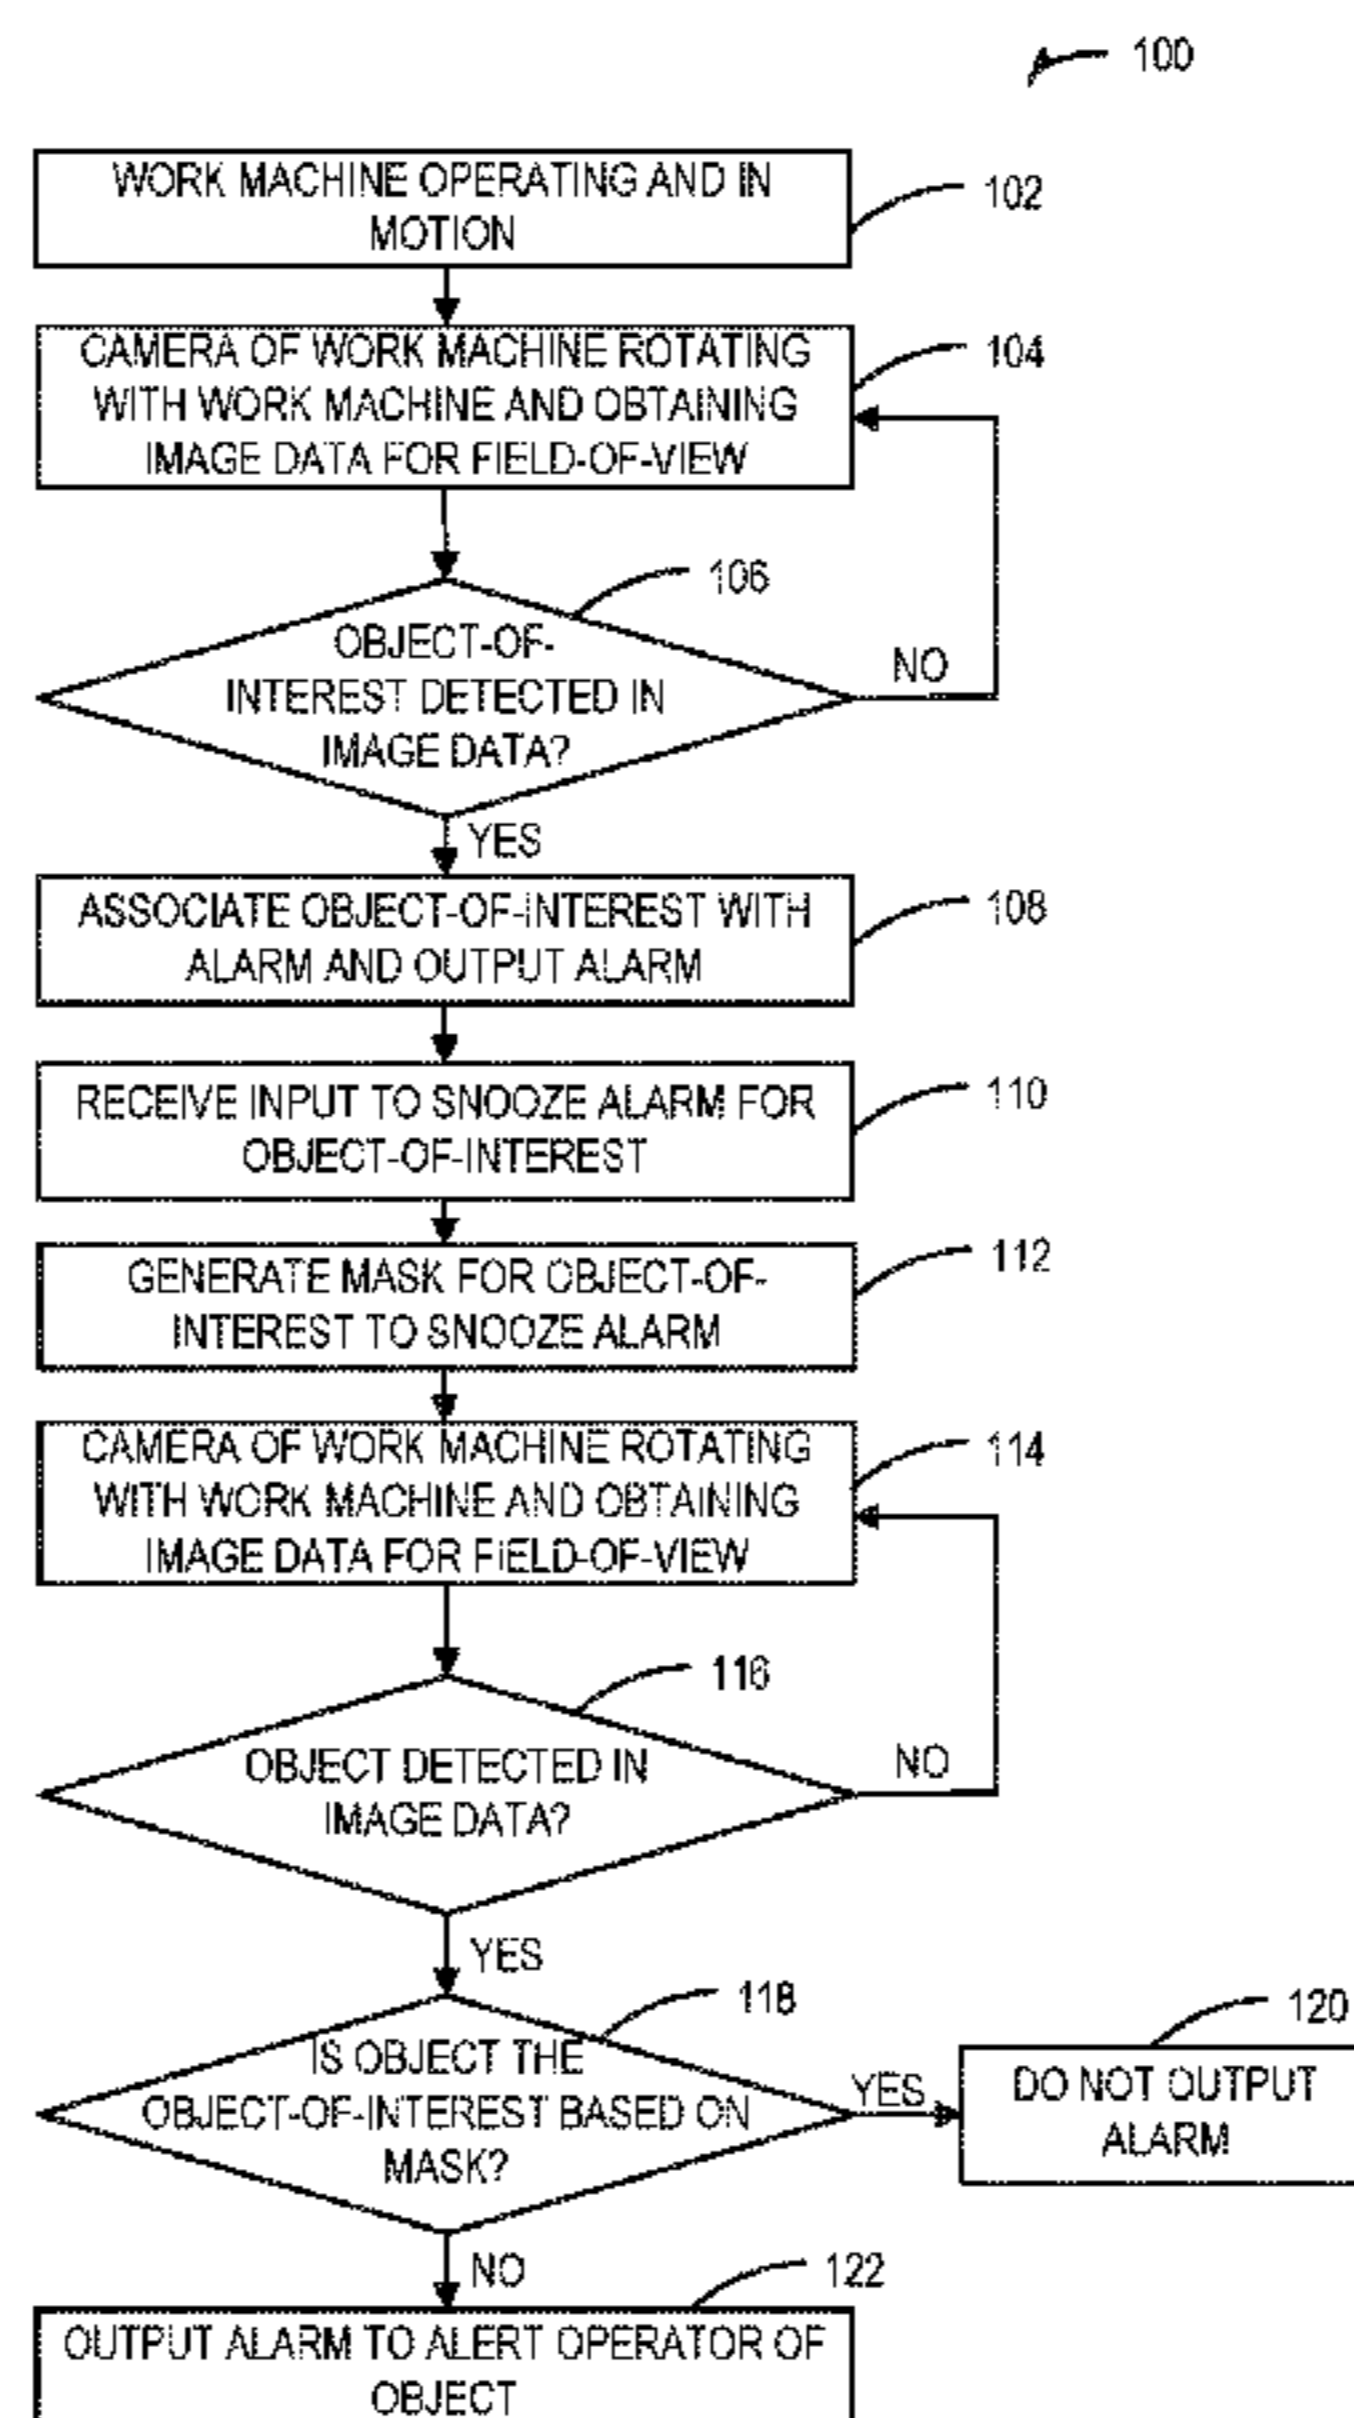 100
WORK MACHINE OPERATING AND IN
MOTION
102
CAMERA OF WORK MACHINE ROTATING
WITH WORK MACHINE AND OBTAINING
IMAGE DATA FOR FIELD-OF-VIEW
104
106
OBJECT-OF-
INTEREST DETECTED IN
IMAGE DATA?
NO
YES
ASSOCIATE OBJECT-OF-INTEREST WITH
ALARM AND OUTPUT ALARM
108
RECEIVE INPUT TO SNOOZE ALARM FOR
OBJECT-OF-INTEREST
110
GENERATE MASK FOR OBJECT-OF-
INTEREST TO SNOOZE ALARM
112
CAMERA OF WORK MACHINE ROTATING
WITH WORK MACHINE AND OBTAINING
IMAGE DATA FOR FIELD-OF-VIEW
114
116
OBJECT DETECTED IN
IMAGE DATA?
NO
YES
118
IS OBJECT THE
OBJECT-OF-INTEREST BASED ON
MASK?
YES
120
DO NOT OUTPUT
ALARM
NO
122
OUTPUT ALARM TO ALERT OPERATOR OF
OBJECT